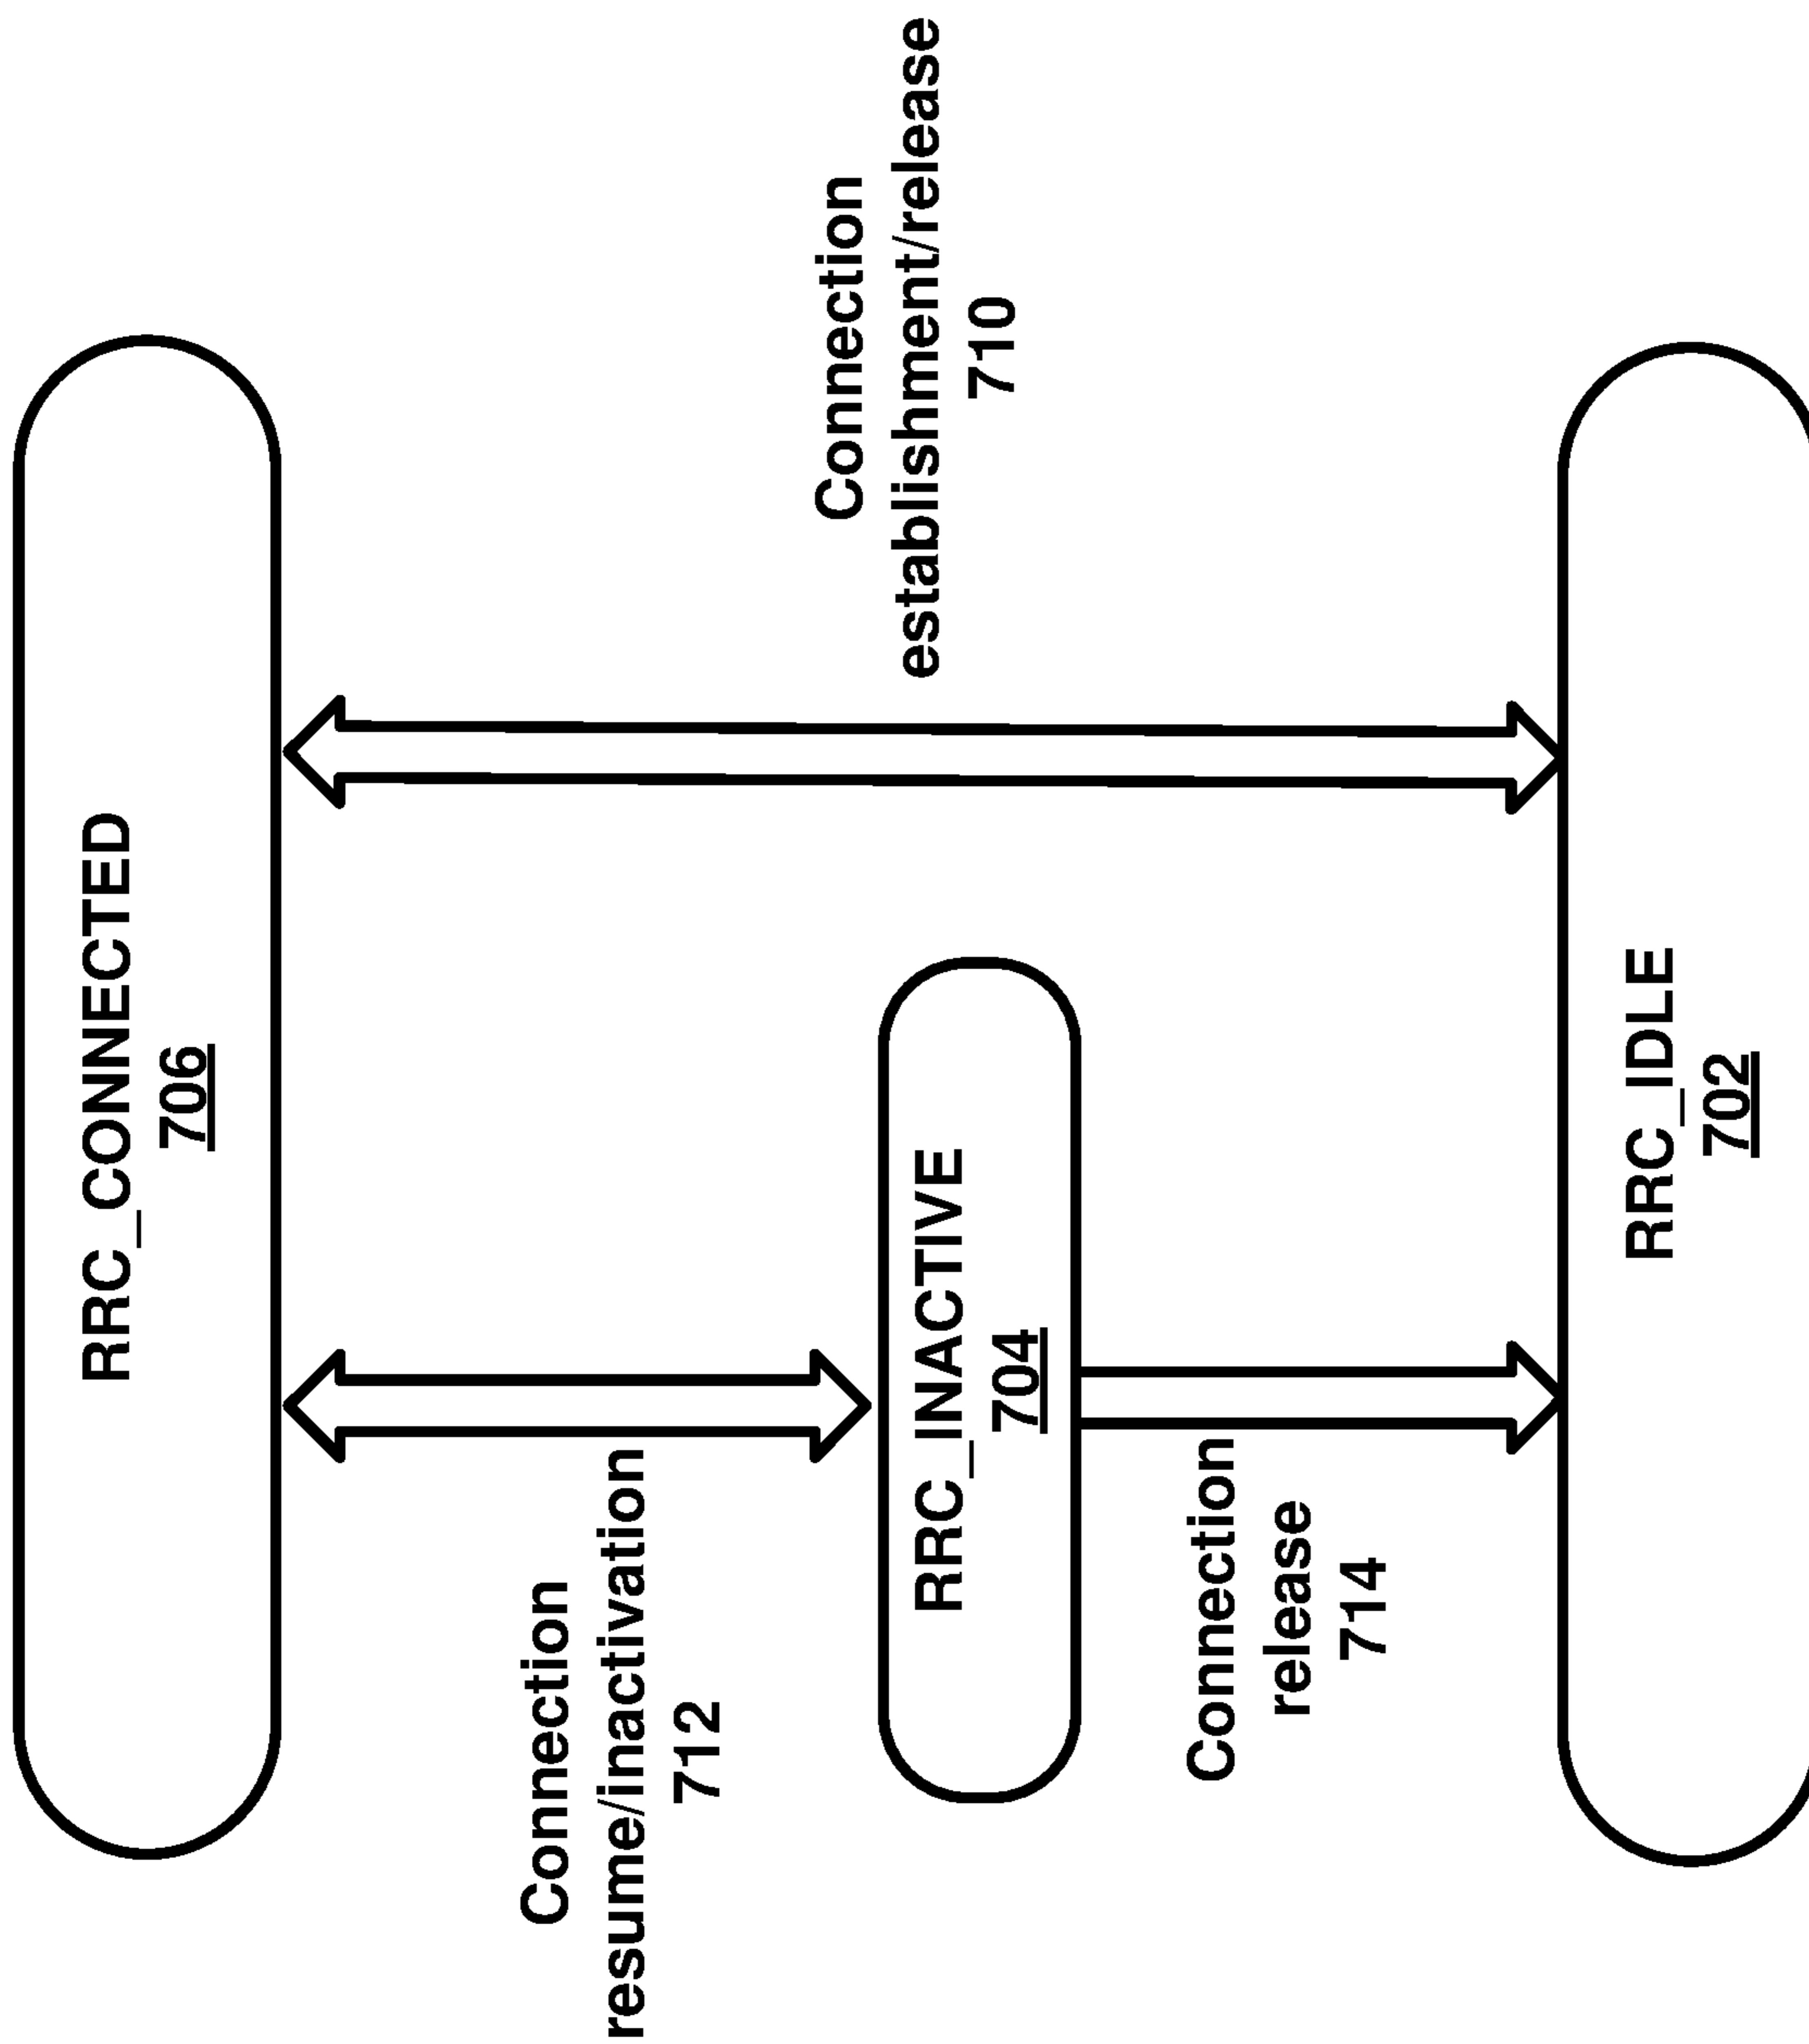 RRC_CONNECTED
706
Connection
resume/inactivation
712
Connection
establishment/release
710
RRC_INACTIVE
704
Connection
release
714
RRC_IDLE
702